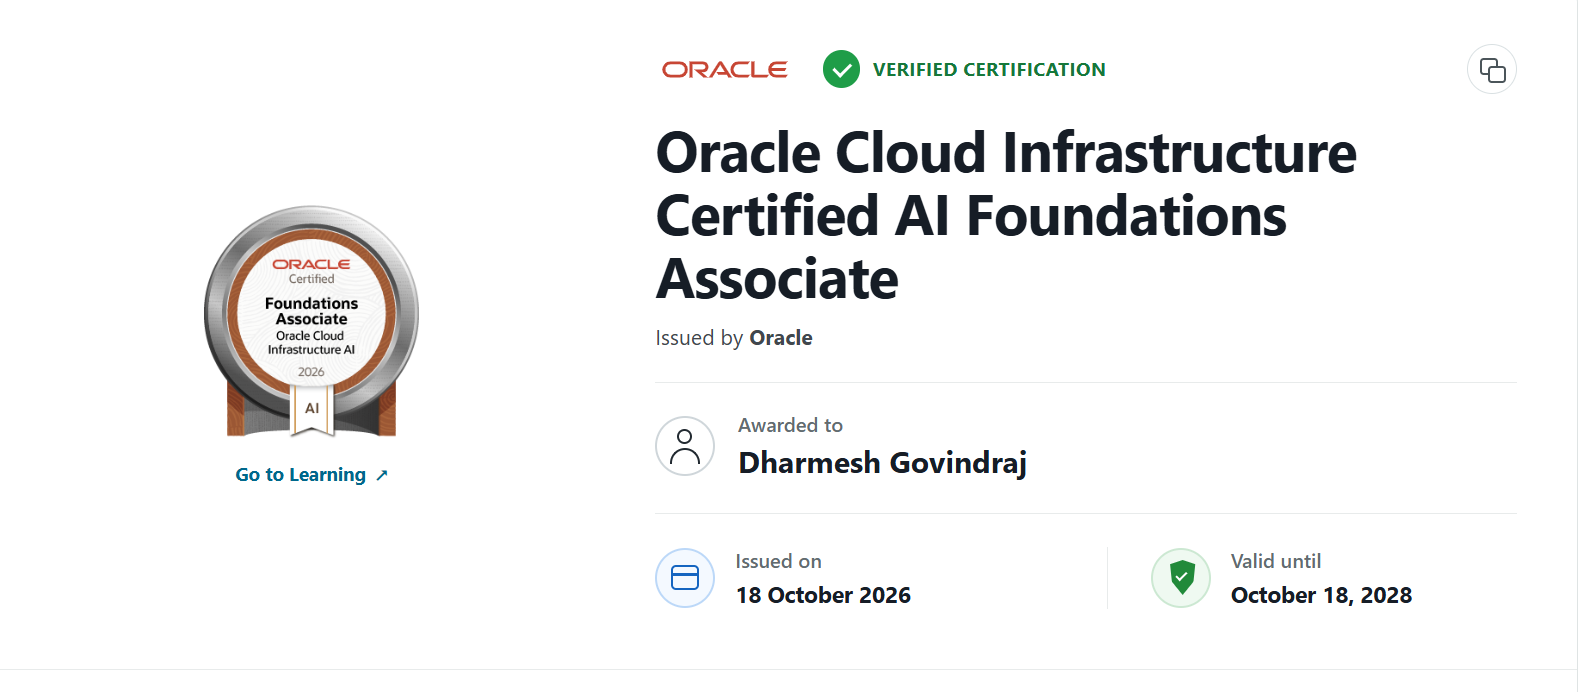 ORACLE
VERIFIED CERTIFICATION
Oracle Cloud Infrastructure
Certified AI Foundations
Associate
Issued by Oracle
ORACLE
Certified
Foundations
Associate
Oracle Cloud
Infrastructure AI
2026
AI
Go to Learning ↗
Awarded to
Dharmesh Govindraj
Issued on
18 October 2026
Valid until
October 18, 2028